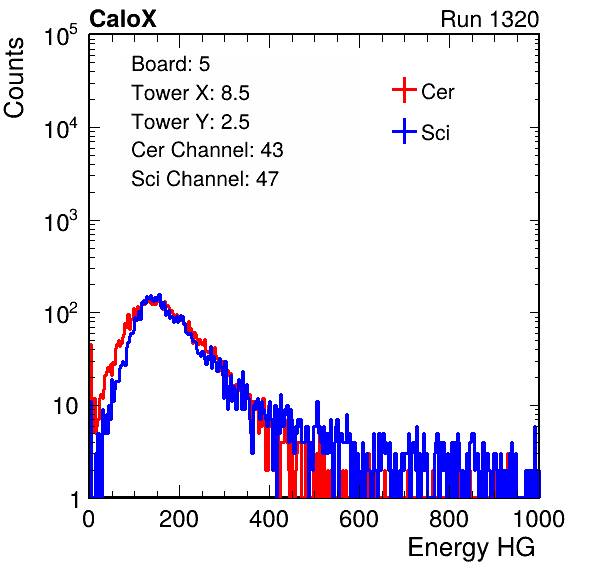 CaloX Run 1320
Counts
Board: 5
Tower X: 8.5
Tower Y: 2.5
Cer Channel: 43
Sci Channel: 47
Cer
Sci
10^5
10^4
10^3
10^2
10
1
0 200 400 600 800 1000
Energy HG